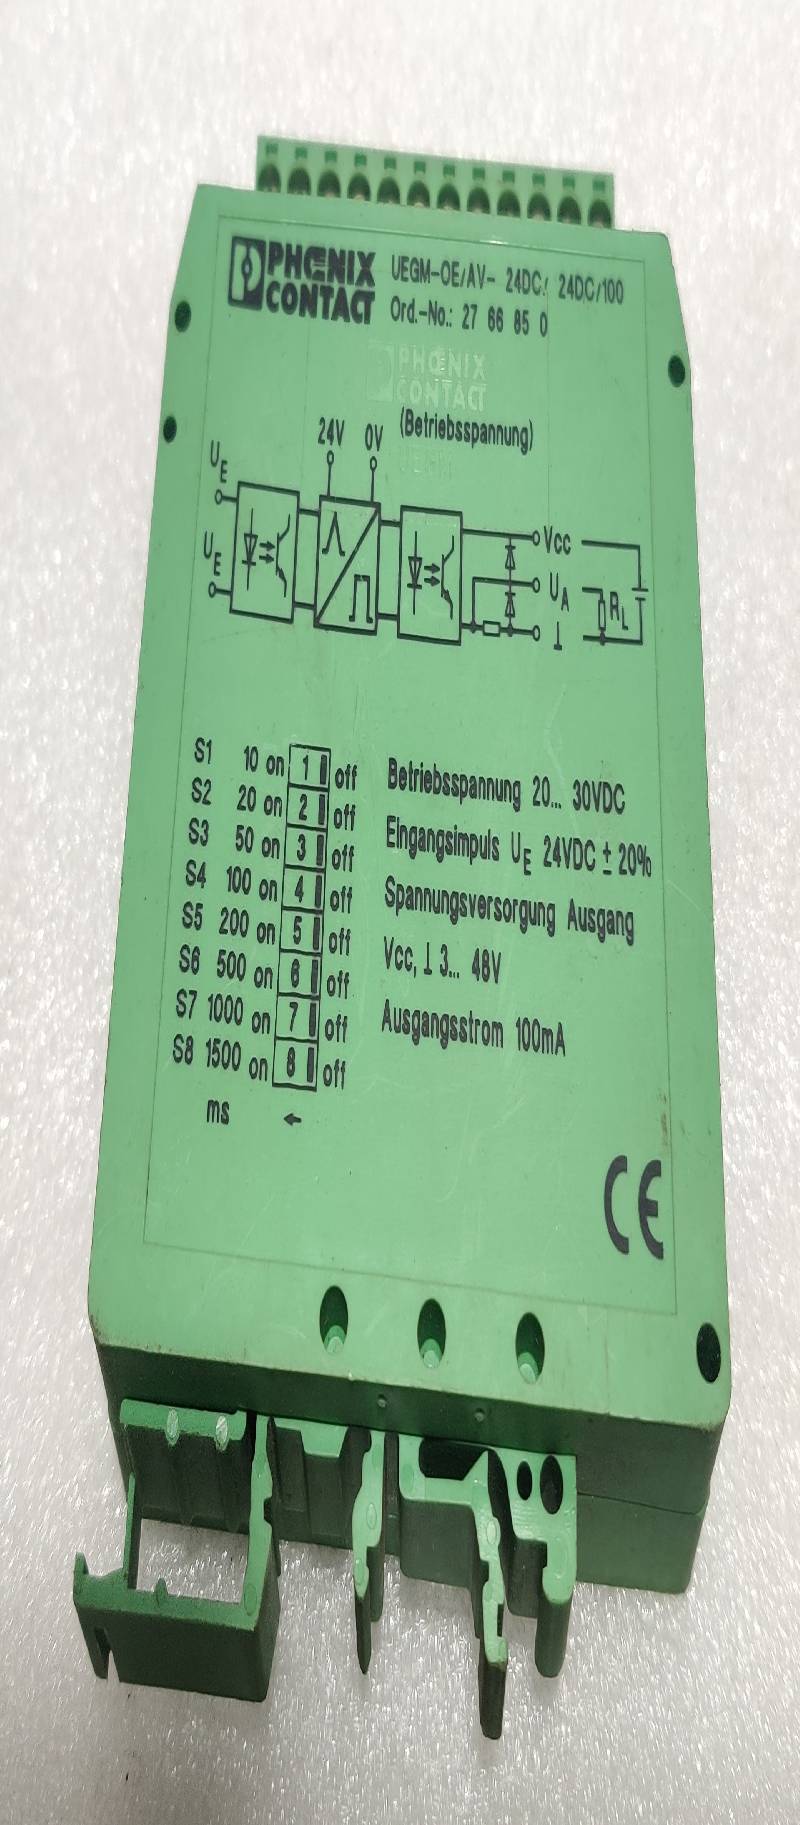 PHŒNIX
CONTACT
UEGM-OE/AV- 24DC/ 24DC/100
Ord.-No.: 27 66 85 0
PHŒNIX
CONTACT
(Betriebsspannung)
UEGM
24V 0V
UE
UE
Vcc
UA
RL
⊥
S1 10 on 1 off
S2 20 on 2 off
S3 50 on 3 off
S4 100 on 4 off
S5 200 on 5 off
S6 500 on 6 off
S7 1000 on 7 off
S8 1500 on 8 off
ms ←
Betriebsspannung 20... 30VDC
Eingangsimpuls UE 24VDC ± 20%
Spannungsversorgung Ausgang
Vcc, ⊥ 3... 48V
Ausgangsstrom 100mA
CE